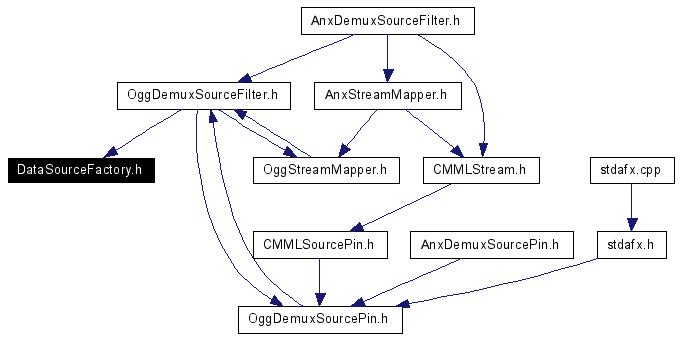 AnxDemuxSourceFilter.h
OggDemuxSourceFilter.h
AnxStreamMapper.h
DataSourceFactory.h
OggStreamMapper.h
CMMLStream.h
stdafx.cpp
CMMLSourcePin.h
AnxDemuxSourcePin.h
stdafx.h
OggDemuxSourcePin.h